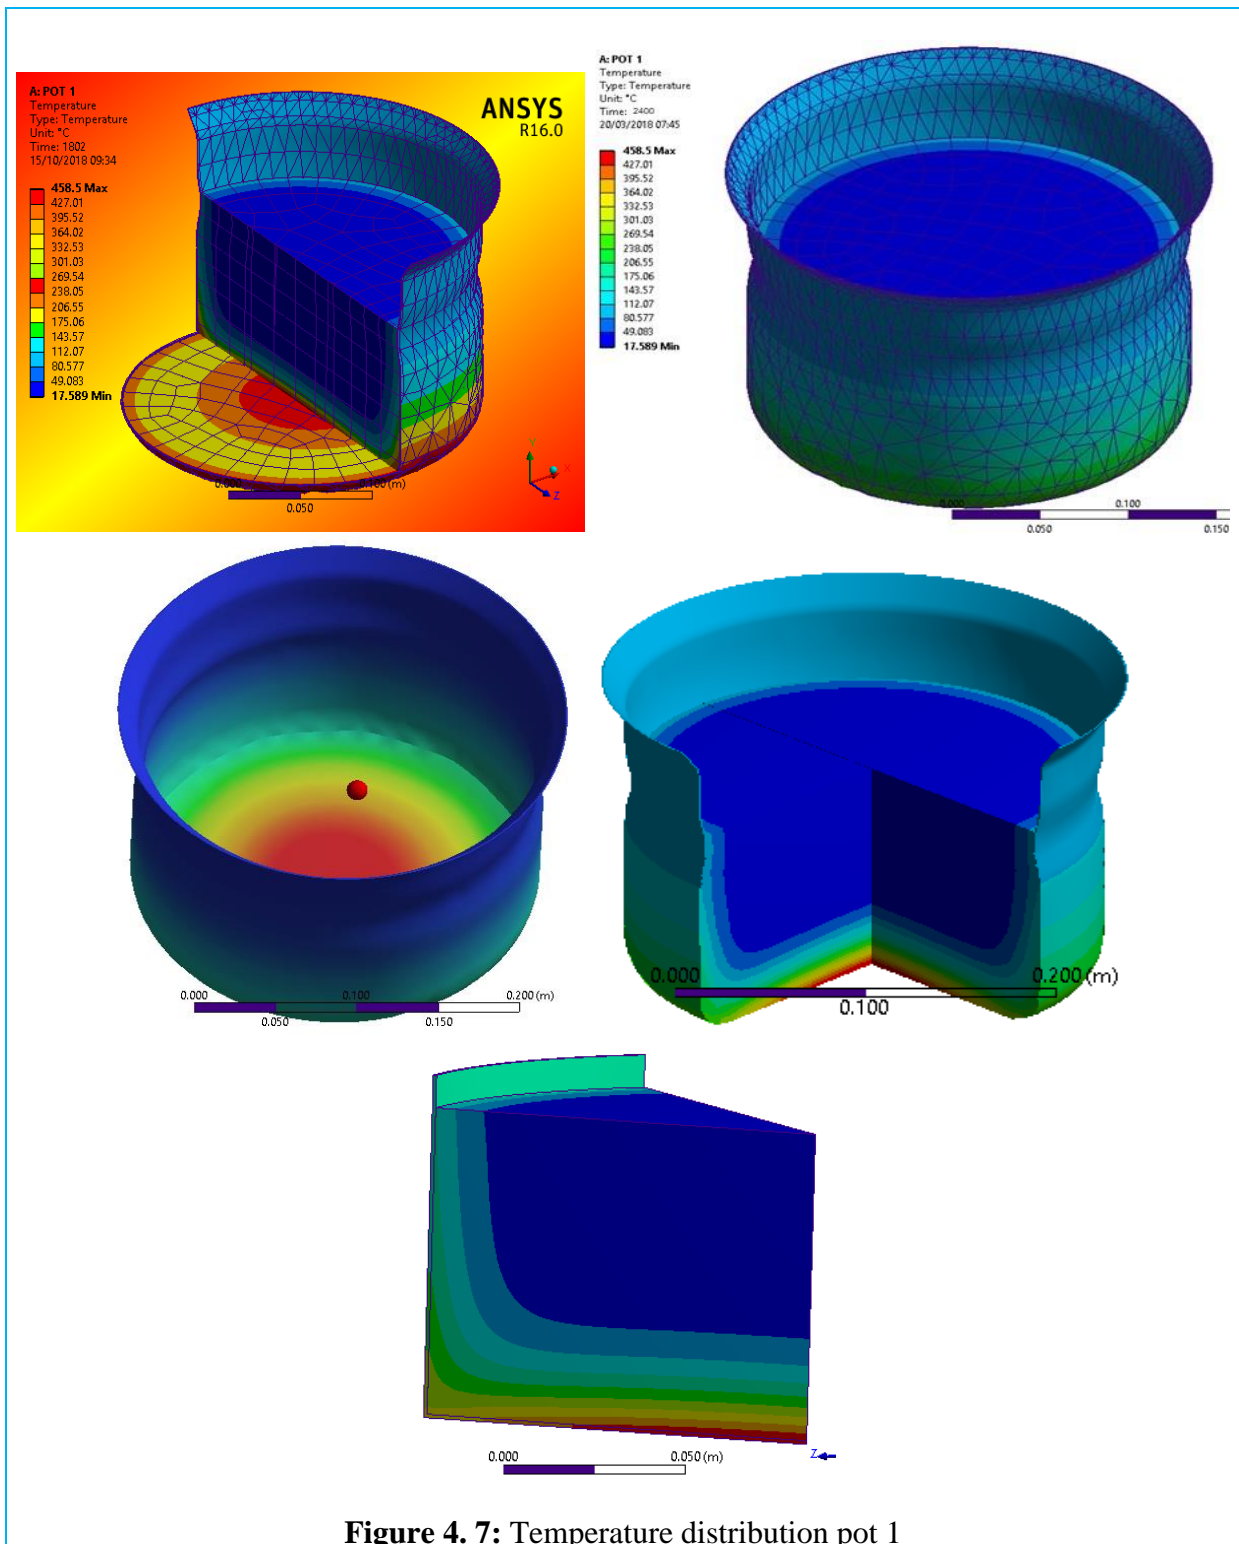 A: POT 1
Temperature
Type: Temperature
Unit: °C
Time: 1802
15/10/2018 09:34
458.5 Max
427.01
395.52
364.02
332.53
301.03
269.54
238.05
206.55
175.06
143.57
112.07
80.577
49.083
17.589 Min
ANSYS
R16.0
Y
X
Z
0.000
0.100 (m)
0.050
A: POT 1
Temperature
Type: Temperature
Unit: °C
Time: 2400
20/03/2018 07:45
458.5 Max
427.01
395.52
364.02
332.53
301.03
269.54
238.05
206.55
175.06
143.57
112.07
80.577
49.083
17.589 Min
0.000
0.100
0.050
0.150
0.000
0.100
0.200 (m)
0.050
0.150
0.000
0.200 (m)
0.100
0.000
0.050 (m)
Z
Figure 4. 7: Temperature distribution pot 1